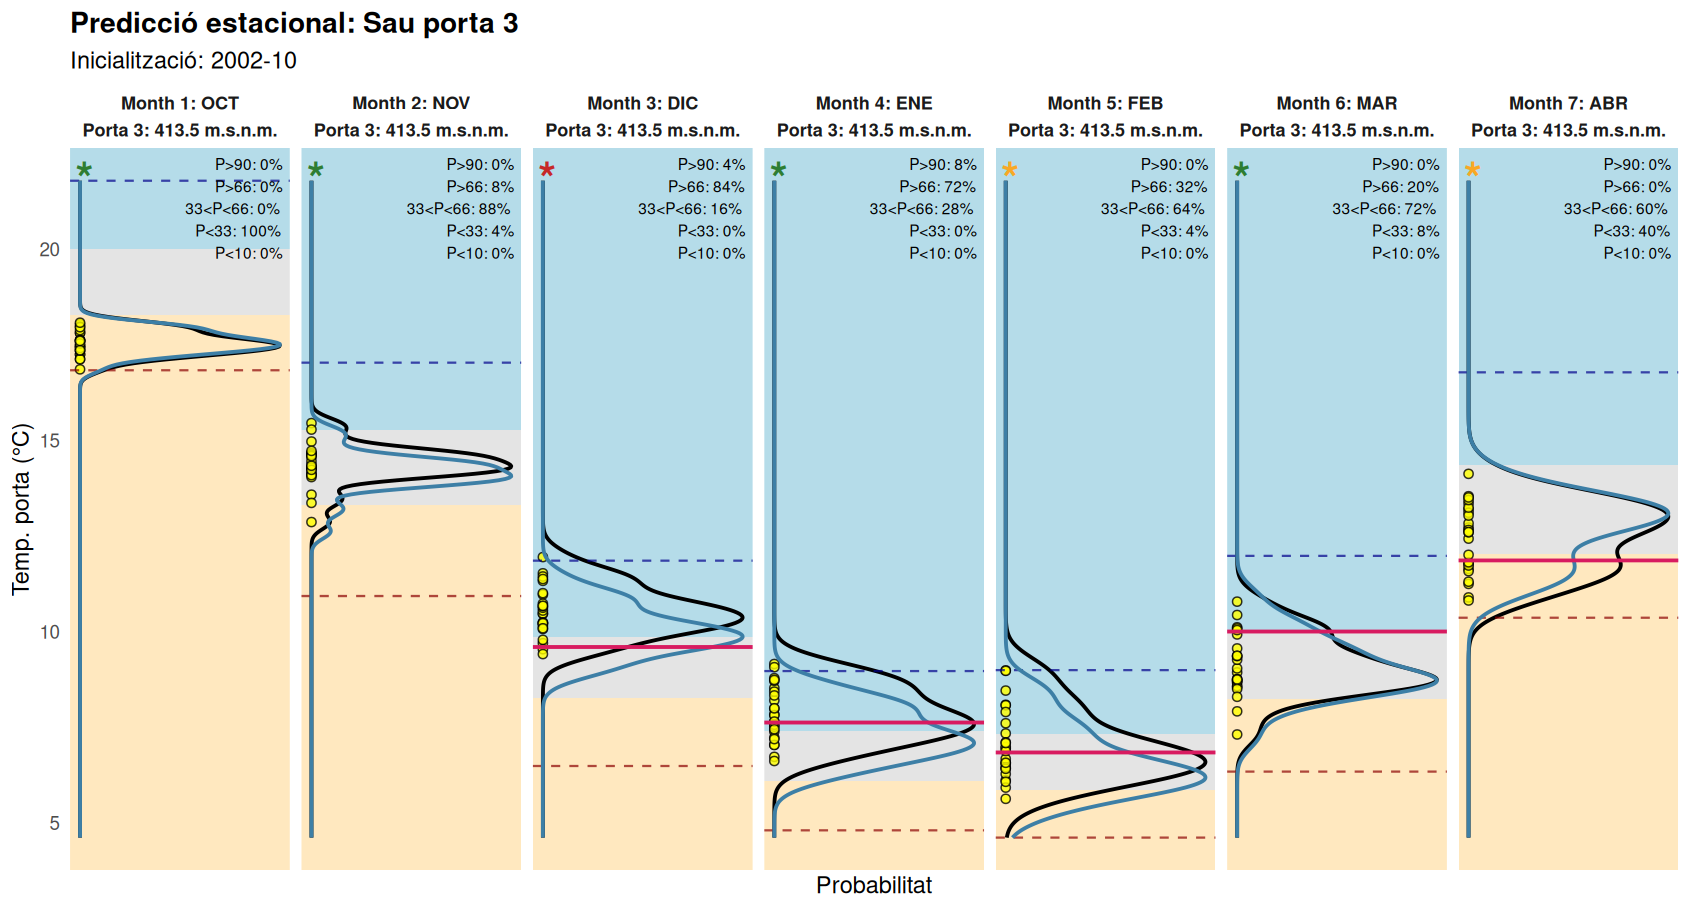 Predicció estacional: Sau porta 3
Inicialització: 2002-10
Month 1: OCT
Porta 3: 413.5 m.s.n.m.
Month 2: NOV
Porta 3: 413.5 m.s.n.m.
Month 3: DIC
Porta 3: 413.5 m.s.n.m.
Month 4: ENE
Porta 3: 413.5 m.s.n.m.
Month 5: FEB
Porta 3: 413.5 m.s.n.m.
Month 6: MAR
Porta 3: 413.5 m.s.n.m.
Month 7: ABR
Porta 3: 413.5 m.s.n.m.
P>90: 0%
P>66: 0%
33<P<66: 0%
P<33: 100%
P<10: 0%
P>90: 0%
P>66: 8%
33<P<66: 88%
P<33: 4%
P<10: 0%
P>90: 4%
P>66: 84%
33<P<66: 16%
P<33: 0%
P<10: 0%
P>90: 8%
P>66: 72%
33<P<66: 28%
P<33: 0%
P<10: 0%
P>90: 0%
P>66: 32%
33<P<66: 64%
P<33: 4%
P<10: 0%
P>90: 0%
P>66: 20%
33<P<66: 72%
P<33: 8%
P<10: 0%
P>90: 0%
P>66: 0%
33<P<66: 60%
P<33: 40%
P<10: 0%
20
15
10
5
Temp. porta (°C)
Probabilitat